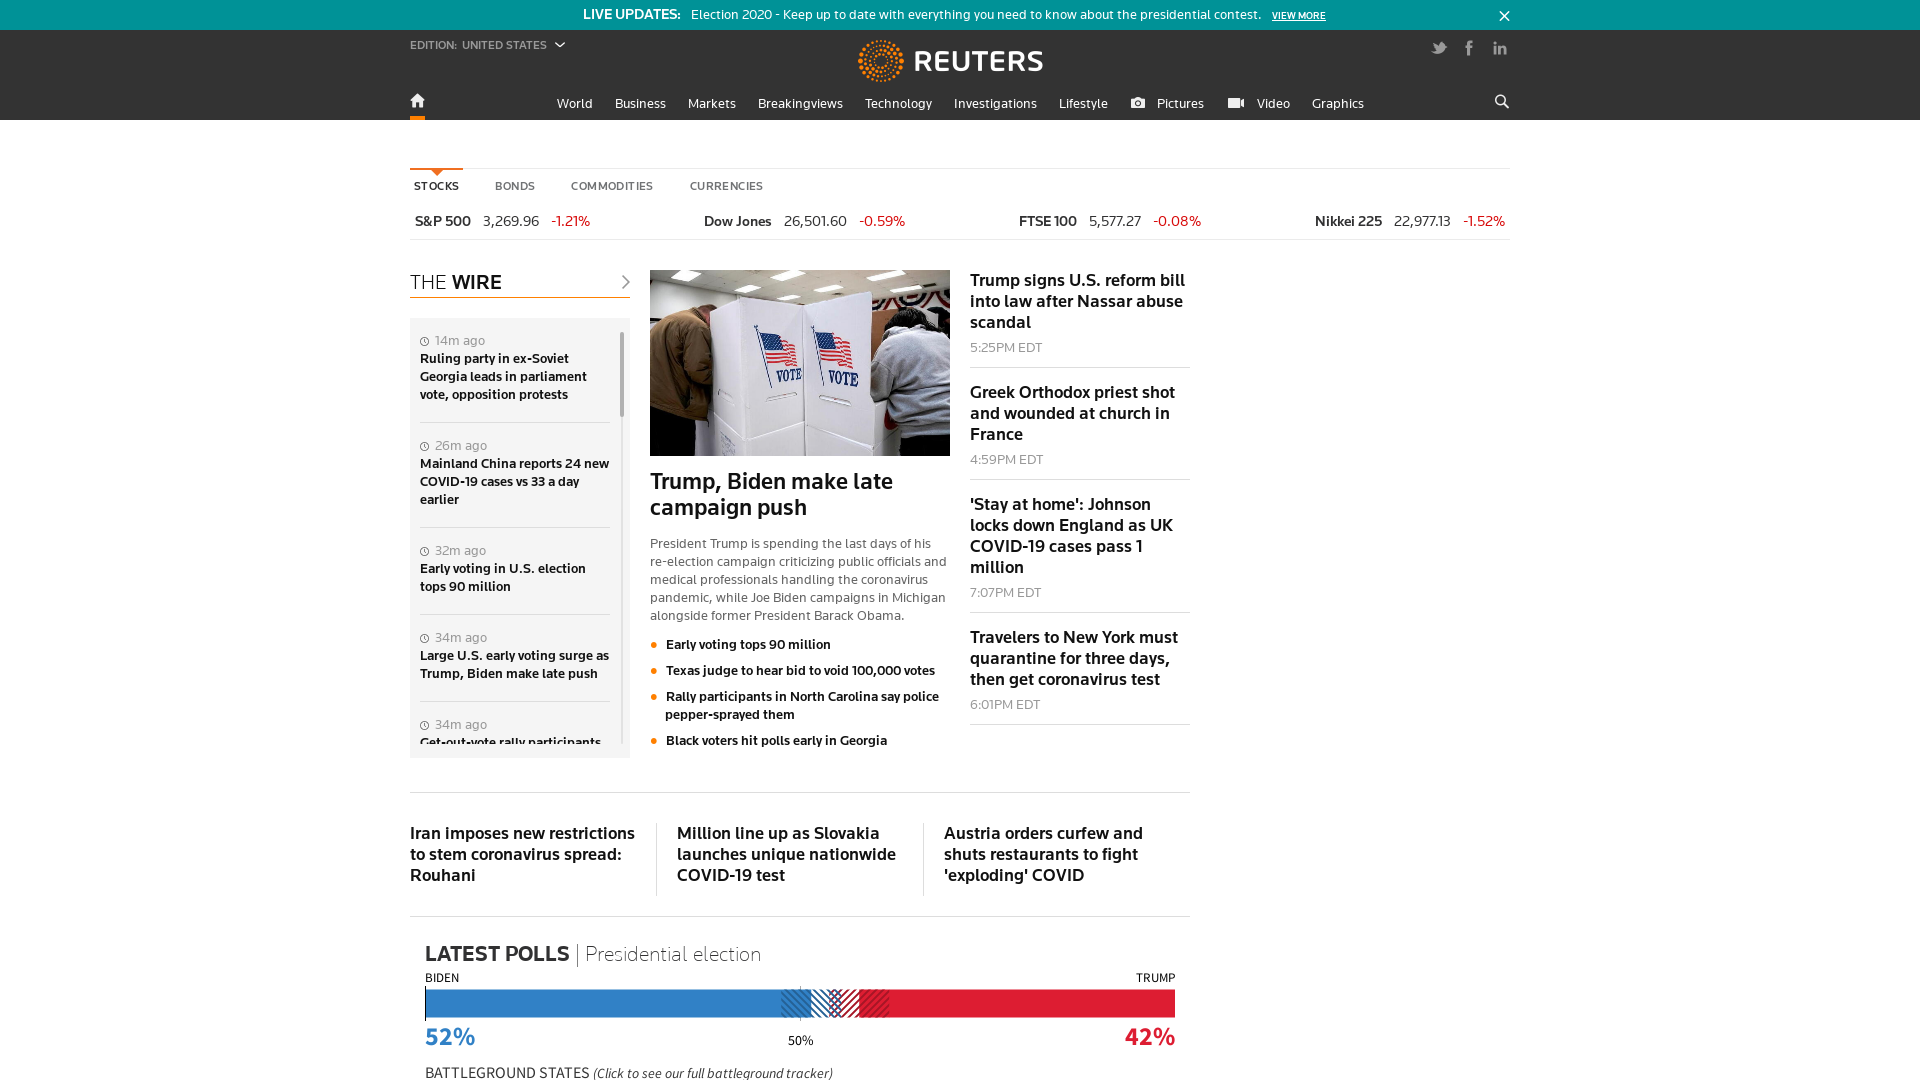 LIVE UPDATES: Election 2020 - Keep up to date with everything you need to know about the presidential contest. VIEW MORE
EDITION: UNITED STATES
REUTERS
World Business Markets Breakingviews Technology Investigations Lifestyle Pictures Video Graphics
STOCKS BONDS COMMODITIES CURRENCIES
S&P 500 3,269.96 -1.21% Dow Jones 26,501.60 -0.59% FTSE 100 5,577.27 -0.08% Nikkei 225 22,977.13 -1.52%
THE WIRE
14m ago
Ruling party in ex-Soviet
Georgia leads in parliament
vote, opposition protests
26m ago
Mainland China reports 24 new
COVID-19 cases vs 33 a day
earlier
32m ago
Early voting in U.S. election
tops 90 million
34m ago
Large U.S. early voting surge as
Trump, Biden make late push
34m ago
Get-out-vote rally participants
VOTE
VOTE
Trump, Biden make late
campaign push
President Trump is spending the last days of his
re-election campaign criticizing public officials and
medical professionals handling the coronavirus
pandemic, while Joe Biden campaigns in Michigan
alongside former President Barack Obama.
Early voting tops 90 million
Texas judge to hear bid to void 100,000 votes
Rally participants in North Carolina say police
pepper-sprayed them
Black voters hit polls early in Georgia
Trump signs U.S. reform bill
into law after Nassar abuse
scandal
5:25PM EDT
Greek Orthodox priest shot
and wounded at church in
France
4:59PM EDT
'Stay at home': Johnson
locks down England as UK
COVID-19 cases pass 1
million
7:07PM EDT
Travelers to New York must
quarantine for three days,
then get coronavirus test
6:01PM EDT
Iran imposes new restrictions
to stem coronavirus spread:
Rouhani
Million line up as Slovakia
launches unique nationwide
COVID-19 test
Austria orders curfew and
shuts restaurants to fight
'exploding' COVID
LATEST POLLS | Presidential election
BIDEN TRUMP
52% 50% 42%
BATTLEGROUND STATES (Click to see our full battleground tracker)